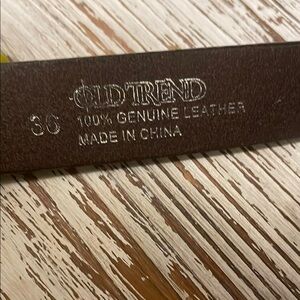 OLD TREND
36 100% GENUINE LEATHER
MADE IN CHINA